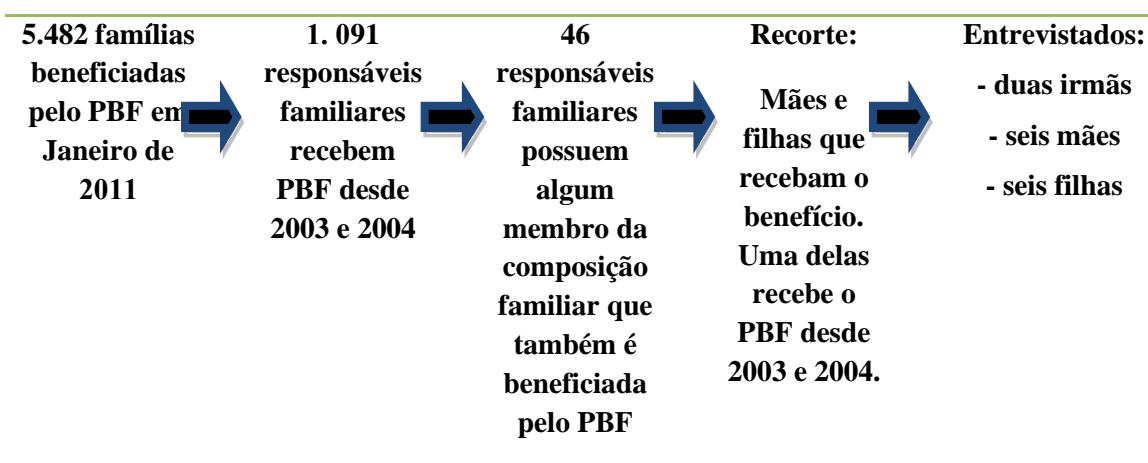 5.482 famílias
beneficiadas
pelo PBF em
Janeiro de
2011
1. 091
responsáveis
familiares
recebem
PBF desde
2003 e 2004
46
responsáveis
familiares
possuem
algum
membro da
composição
familiar que
também é
beneficiada
pelo PBF
Recorte:
Mães e
filhas que
recebam o
benefício.
Uma delas
recebe o
PBF desde
2003 e 2004.
Entrevistados:
- duas irmãs
- seis mães
- seis filhas